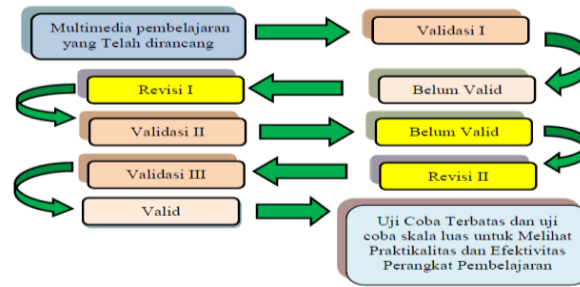 Multimedia pembelajaran
yang Telah dirancang
Validasi I
Belum Valid
Revisi I
Validasi II
Belum Valid
Revisi II
Validasi III
Valid
Uji Coba Terbatas dan uji
coba skala luas untuk Melihat
Praktikalitas dan Efektivitas
Perangkat Pembelajaran